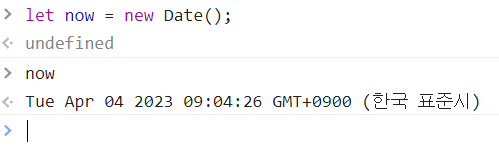 > let now = new Date();
< undefined
> now
< Tue Apr 04 2023 09:04:26 GMT+0900 (한국 표준시)
>